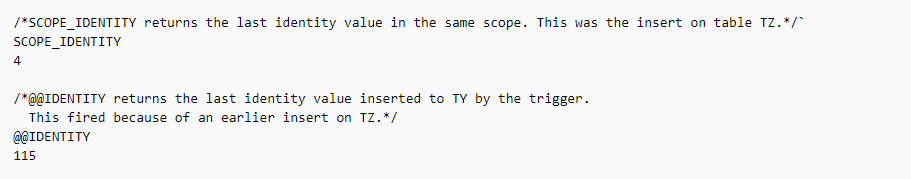 /*SCOPE_IDENTITY returns the last identity value in the same scope. This was the insert on table TZ.*/`
SCOPE_IDENTITY
4
/*@@IDENTITY returns the last identity value inserted to TY by the trigger.
This fired because of an earlier insert on TZ.*/
@@IDENTITY
115